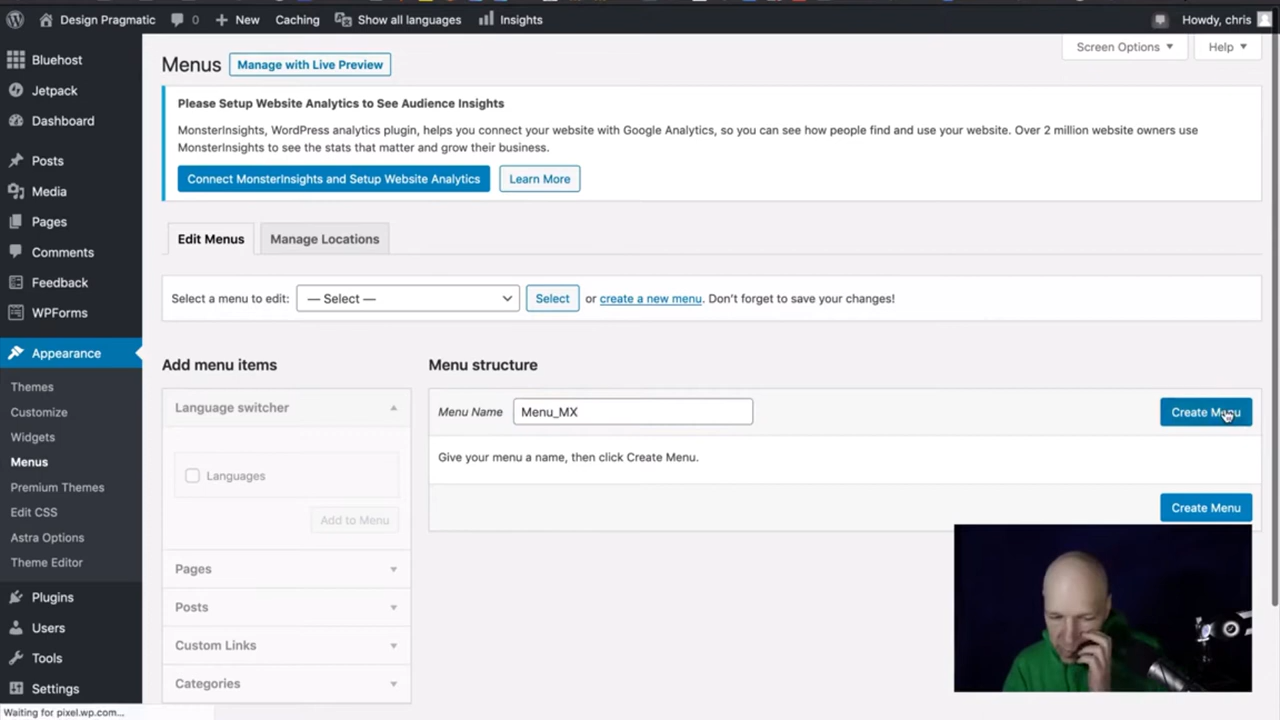 Design Pragmatic 0 New Caching Show all languages Insights Howdy, chris
Screen Options Help
Bluehost
Jetpack
Dashboard
Posts
Media
Pages
Comments
Feedback
WPForms
Appearance
Themes
Customize
Widgets
Menus
Premium Themes
Edit CSS
Astra Options
Theme Editor
Plugins
Users
Tools
Settings
Menus Manage with Live Preview
Please Setup Website Analytics to See Audience Insights
MonsterInsights, WordPress analytics plugin, helps you connect your website with Google Analytics, so you can see how people find and use your website. Over 2 million website owners use
MonsterInsights to see the stats that matter and grow their business.
Connect MonsterInsights and Setup Website Analytics Learn More
Edit Menus Manage Locations
Select a menu to edit: — Select — Select or create a new menu. Don’t forget to save your changes!
Add menu items
Language switcher
Languages
Add to Menu
Pages
Posts
Custom Links
Categories
Menu structure
Menu Name Menu_MX Create Menu
Give your menu a name, then click Create Menu.
Create Menu
Waiting for pixel.wp.com...